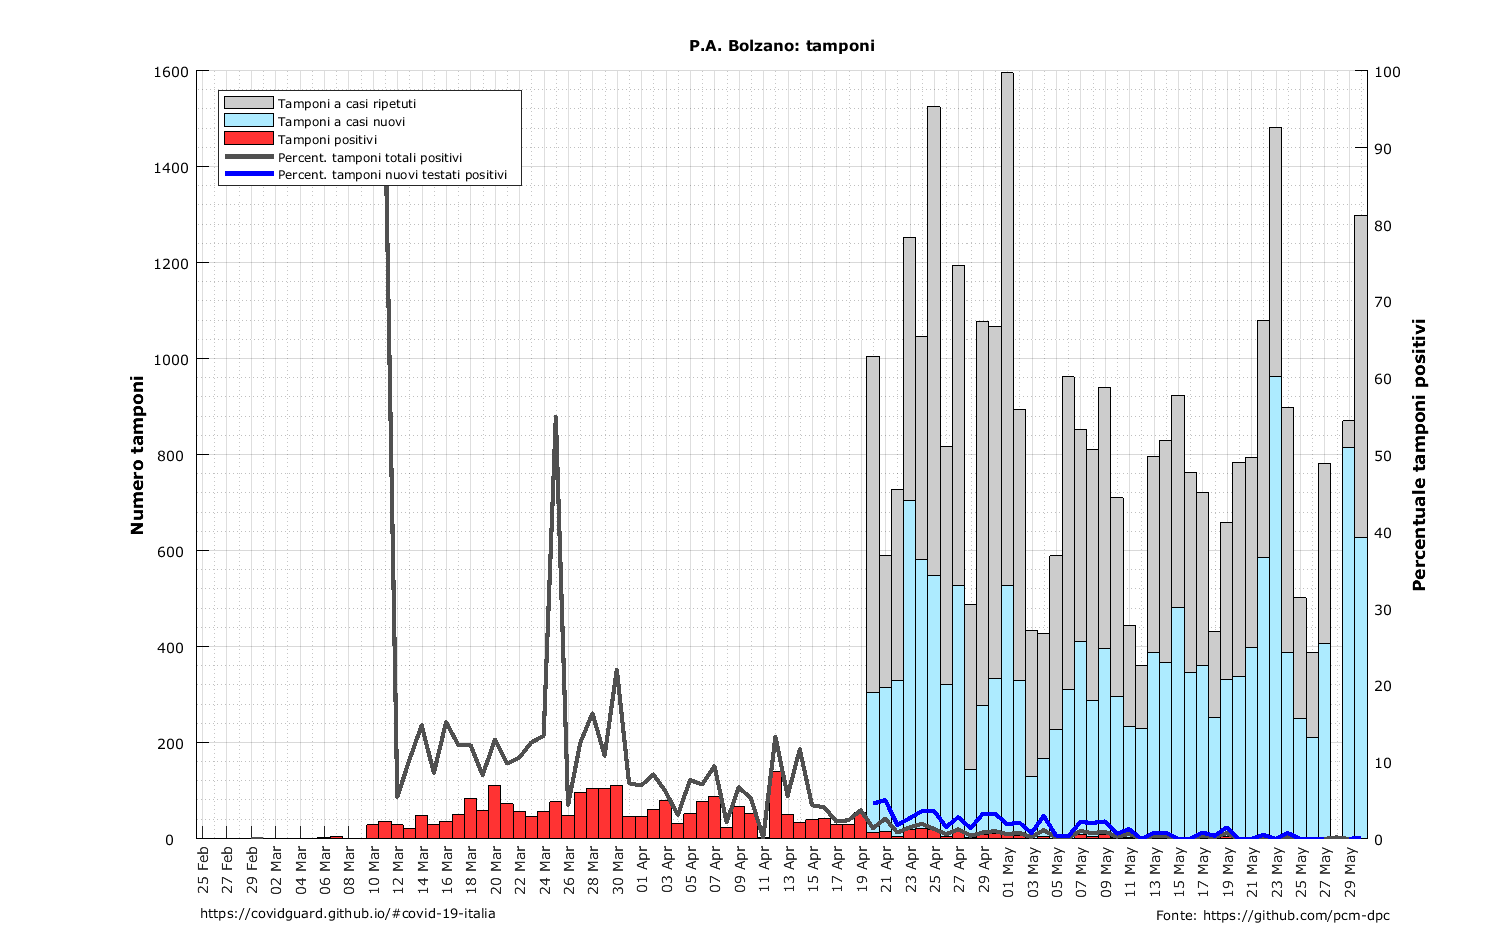 P.A. Bolzano: tamponi
1600
1400
1200
1000
800
600
400
200
0
Numero tamponi
Tamponi a casi ripetuti
Tamponi a casi nuovi
Tamponi positivi
Percent. tamponi totali positivi
Percent. tamponi nuovi testati positivi
100
90
80
70
60
50
40
30
20
10
0
Percentuale tamponi positivi
25 Feb
27 Feb
29 Feb
02 Mar
04 Mar
06 Mar
08 Mar
10 Mar
12 Mar
14 Mar
16 Mar
18 Mar
20 Mar
22 Mar
24 Mar
26 Mar
28 Mar
30 Mar
01 Apr
03 Apr
05 Apr
07 Apr
09 Apr
11 Apr
13 Apr
15 Apr
17 Apr
19 Apr
21 Apr
23 Apr
25 Apr
27 Apr
29 Apr
01 May
03 May
05 May
07 May
09 May
11 May
13 May
15 May
17 May
19 May
21 May
23 May
25 May
27 May
29 May
https://covidguard.github.io/#covid-19-italia
Fonte: https://github.com/pcm-dpc